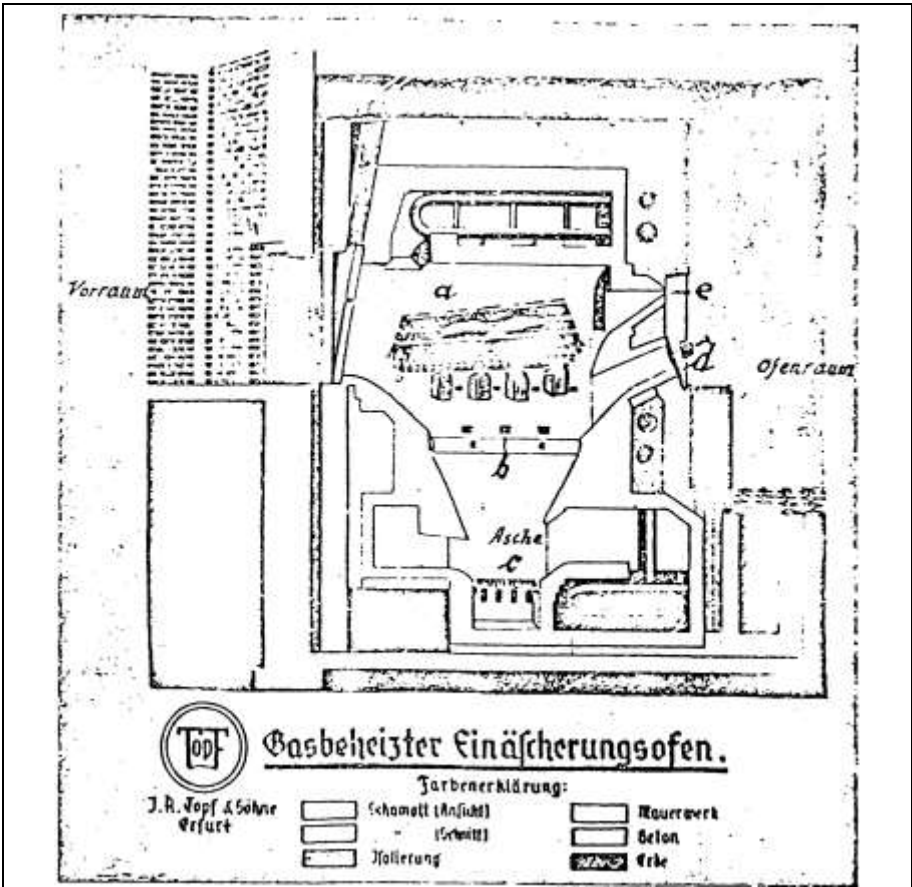 Vorraum
a
e
d
Ofenraum
b
Asche
c
TOPF
Gasbeheizter Einäscherungsofen.
J.A. Topf & Söhne
Erfurt
Farbenerklärung:
Schamott (Ansicht)
" (Schnitt)
Isolierung
Mauerwerk
Beton
Erde